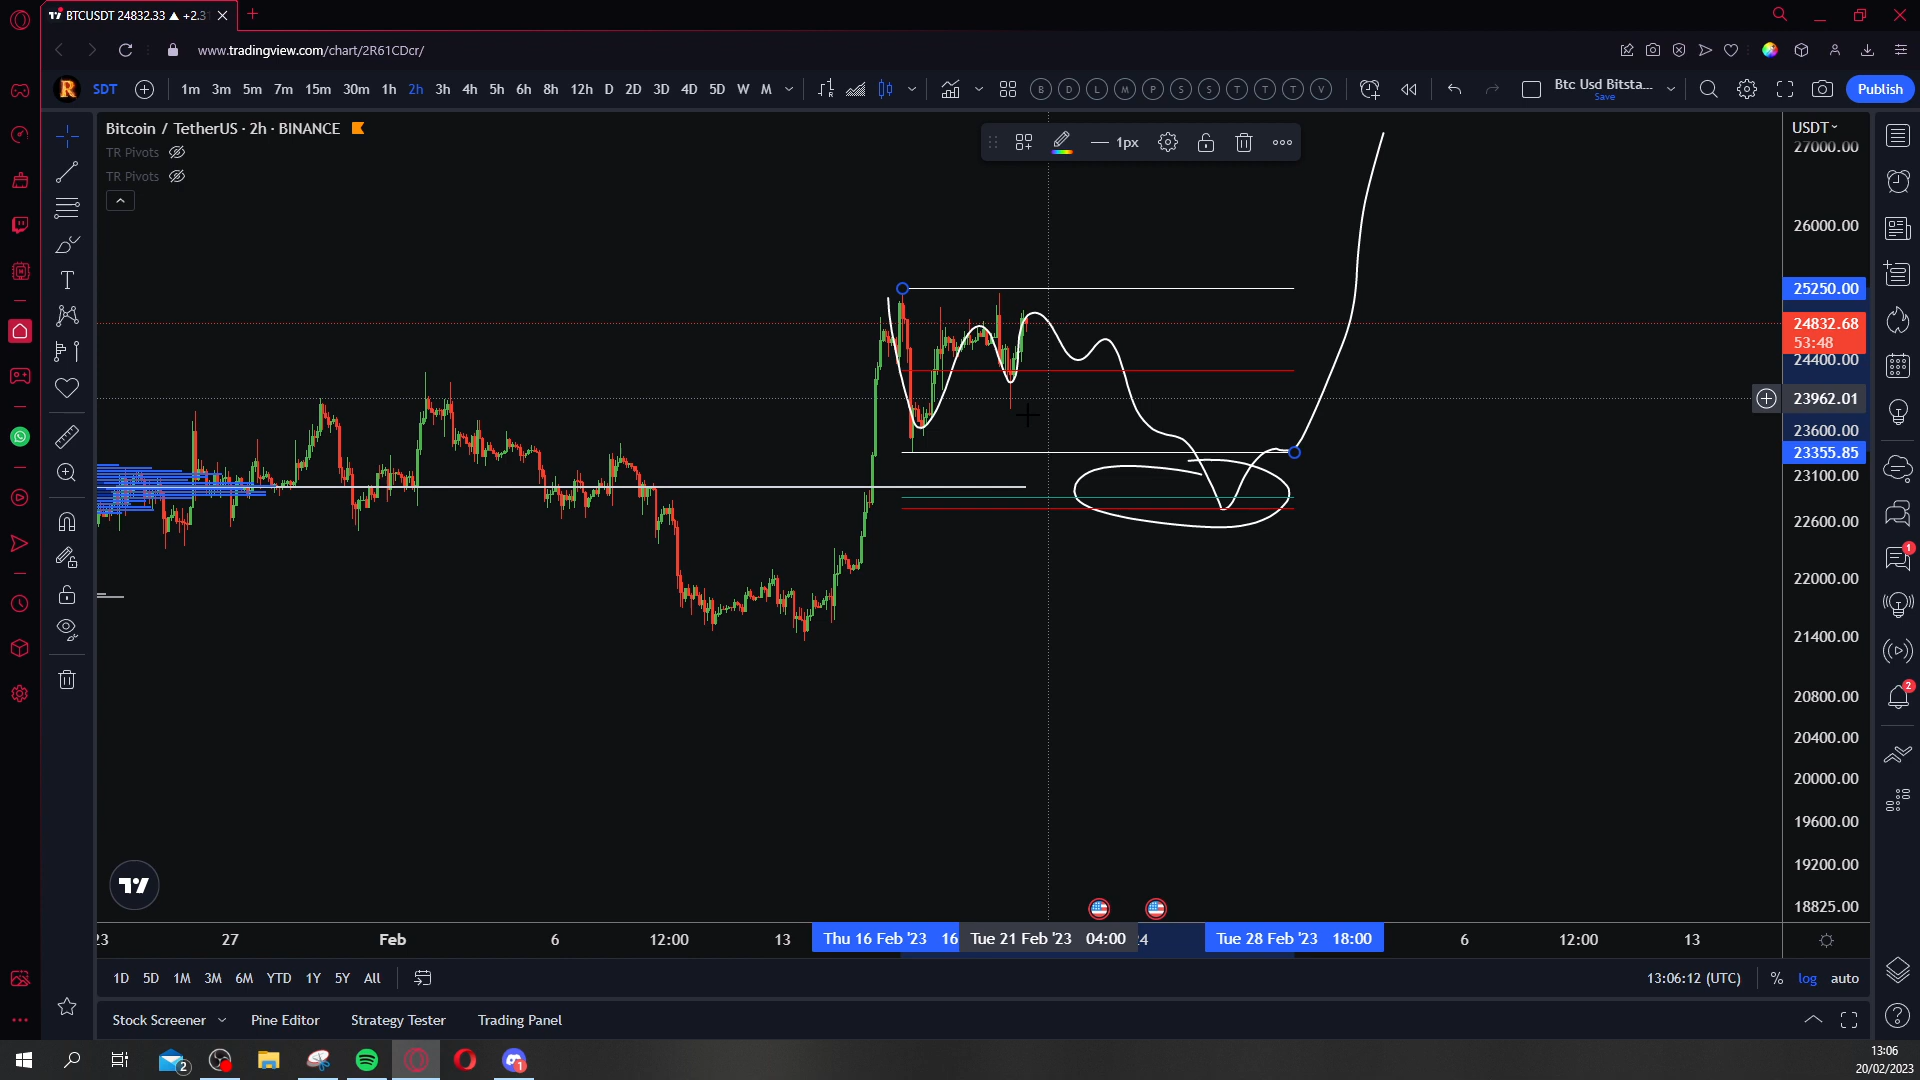 BTCUSDT 24832.33 ▲ +2.3
www.tradingview.com/chart/2R61CDcr/
R SDT 1m 3m 5m 7m 15m 30m 1h 2h 3h 4h 5h 6h 8h 12h D 2D 3D 4D 5D W M B D L M P S S T T T V Btc Usd Bitsta... Publish
Save
Bitcoin / TetherUS · 2h · BINANCE
TR Pivots
TR Pivots
1px
USDT
27000.00
26000.00
25250.00
24832.68
53:48
24400.00
23962.01
23600.00
23355.85
23100.00
22600.00
22000.00
21400.00
20800.00
20400.00
20000.00
19600.00
19200.00
18825.00
23 27 Feb 6 12:00 13 Thu 16 Feb '23 16 Tue 21 Feb '23 04:00 Tue 28 Feb '23 18:00 6 12:00 13
1D 5D 1M 3M 6M YTD 1Y 5Y All 13:06:12 (UTC) % log auto
Stock Screener Pine Editor Strategy Tester Trading Panel
1
2
2
1
13:06
20/02/2023